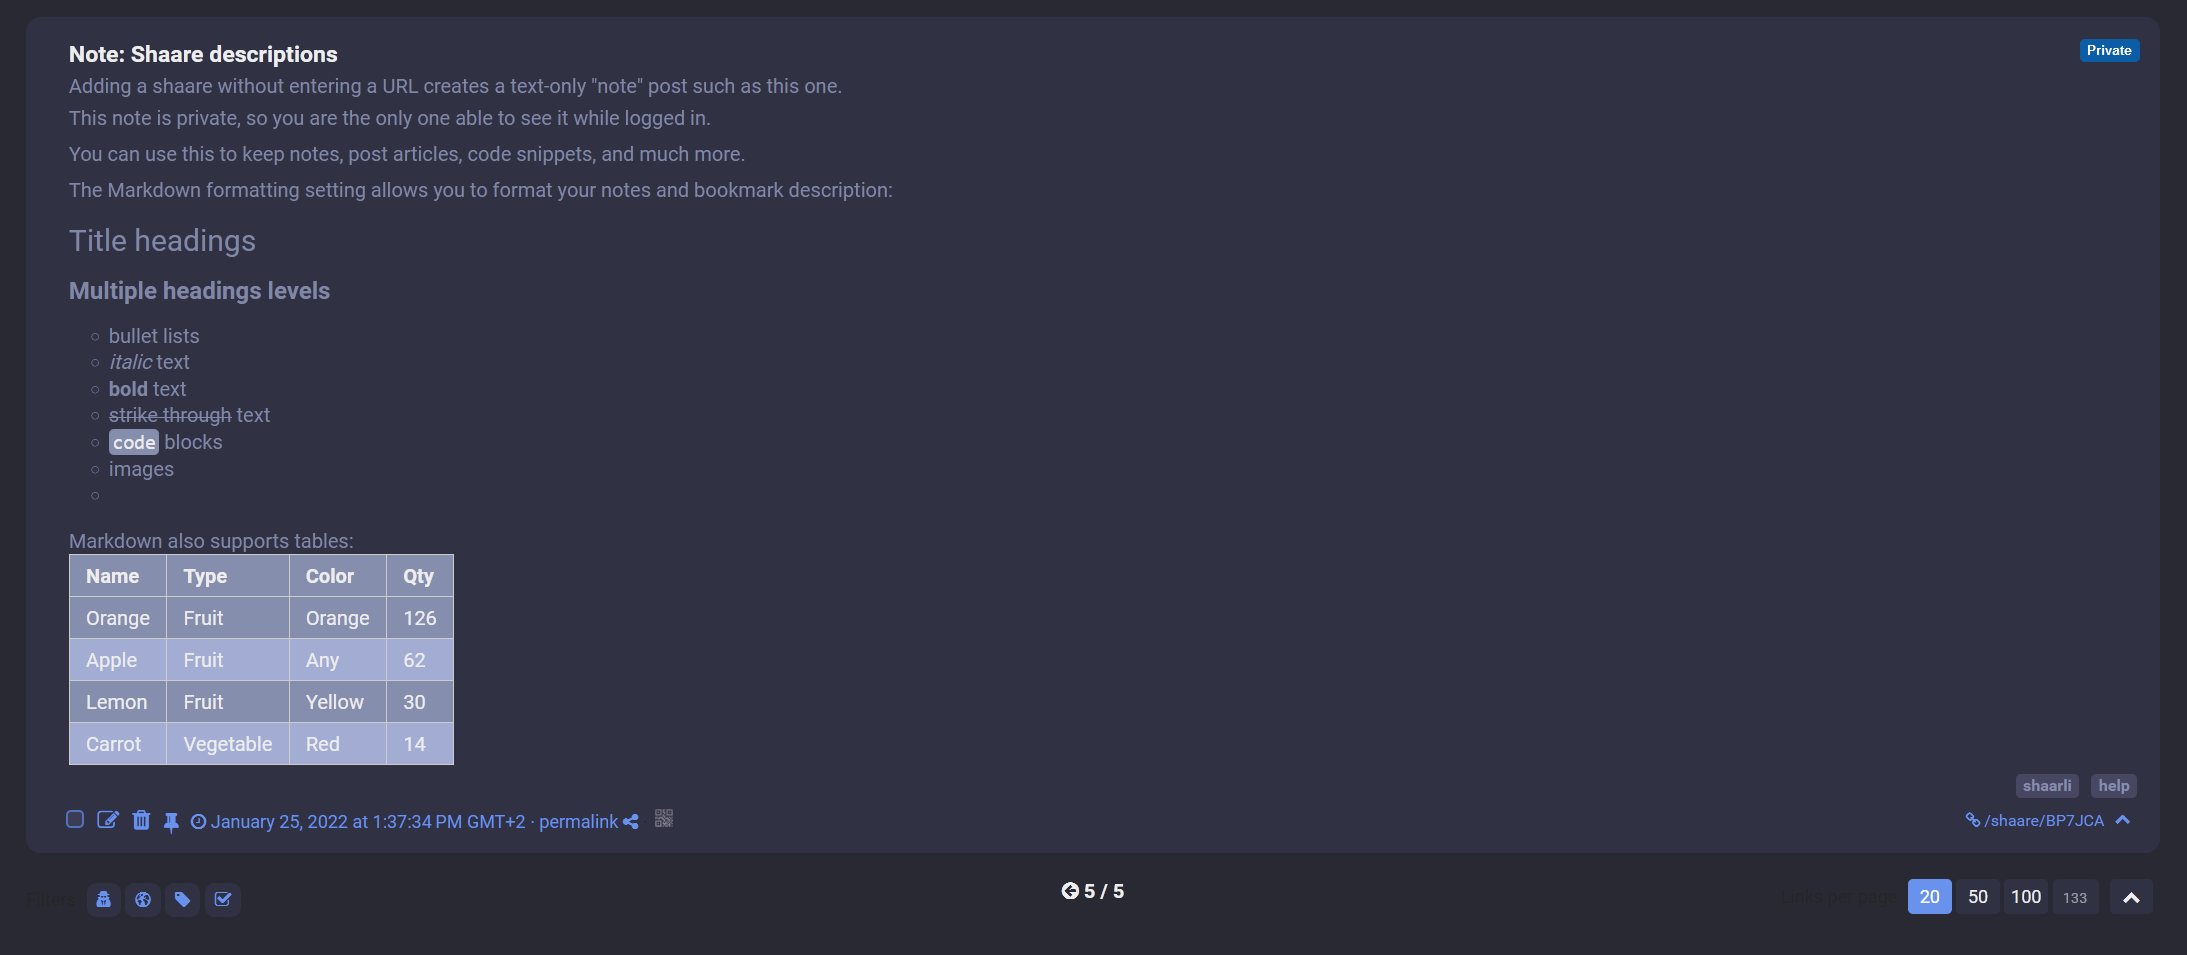 Note: Shaare descriptions
Private
Adding a shaare without entering a URL creates a text-only "note" post such as this one.
This note is private, so you are the only one able to see it while logged in.
You can use this to keep notes, post articles, code snippets, and much more.
The Markdown formatting setting allows you to format your notes and bookmark description:
Title headings
Multiple headings levels
bullet lists
italic text
bold text
strike through text
code blocks
images
Markdown also supports tables:
Name Type Color Qty
Orange Fruit Orange 126
Apple Fruit Any 62
Lemon Fruit Yellow 30
Carrot Vegetable Red 14
shaarli help
January 25, 2022 at 1:37:34 PM GMT+2 · permalink
/shaare/BP7JCA
Filters
5 / 5
Links per page
20 50 100 133